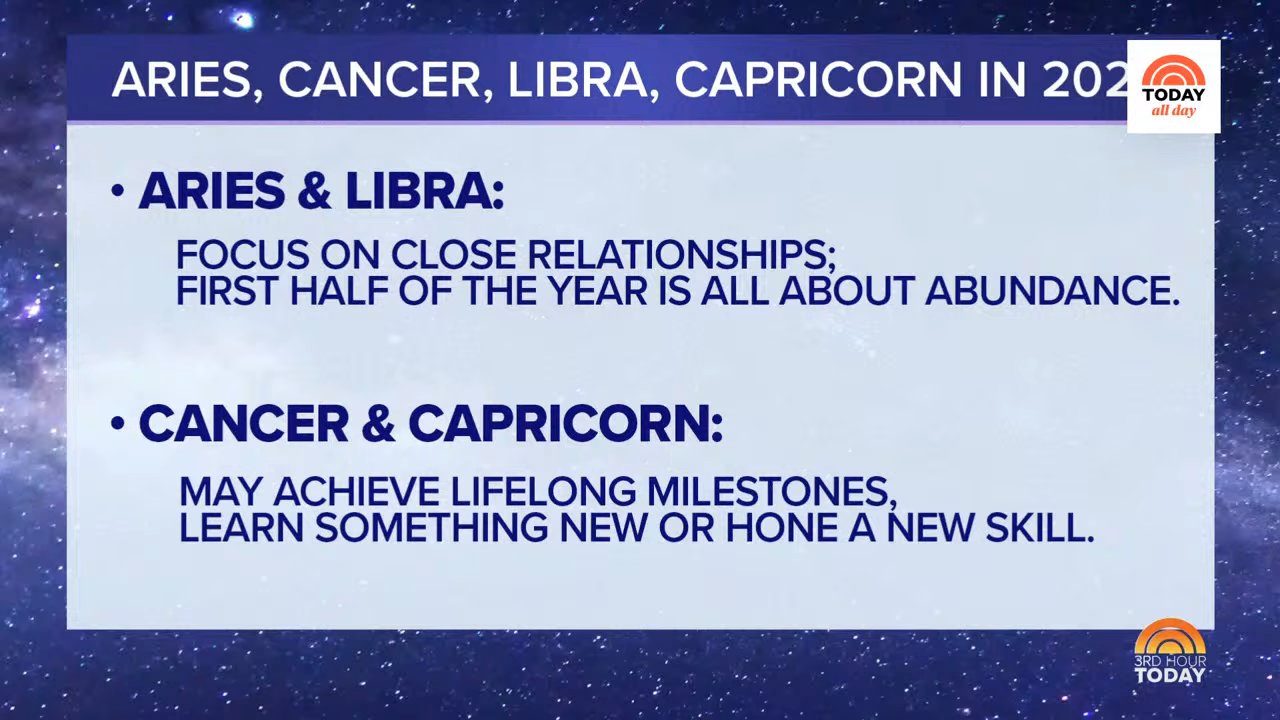 ARIES, CANCER, LIBRA, CAPRICORN IN 202
TODAY
all day
• ARIES & LIBRA:
FOCUS ON CLOSE RELATIONSHIPS;
FIRST HALF OF THE YEAR IS ALL ABOUT ABUNDANCE.
• CANCER & CAPRICORN:
MAY ACHIEVE LIFELONG MILESTONES,
LEARN SOMETHING NEW OR HONE A NEW SKILL.
3RD HOUR
TODAY